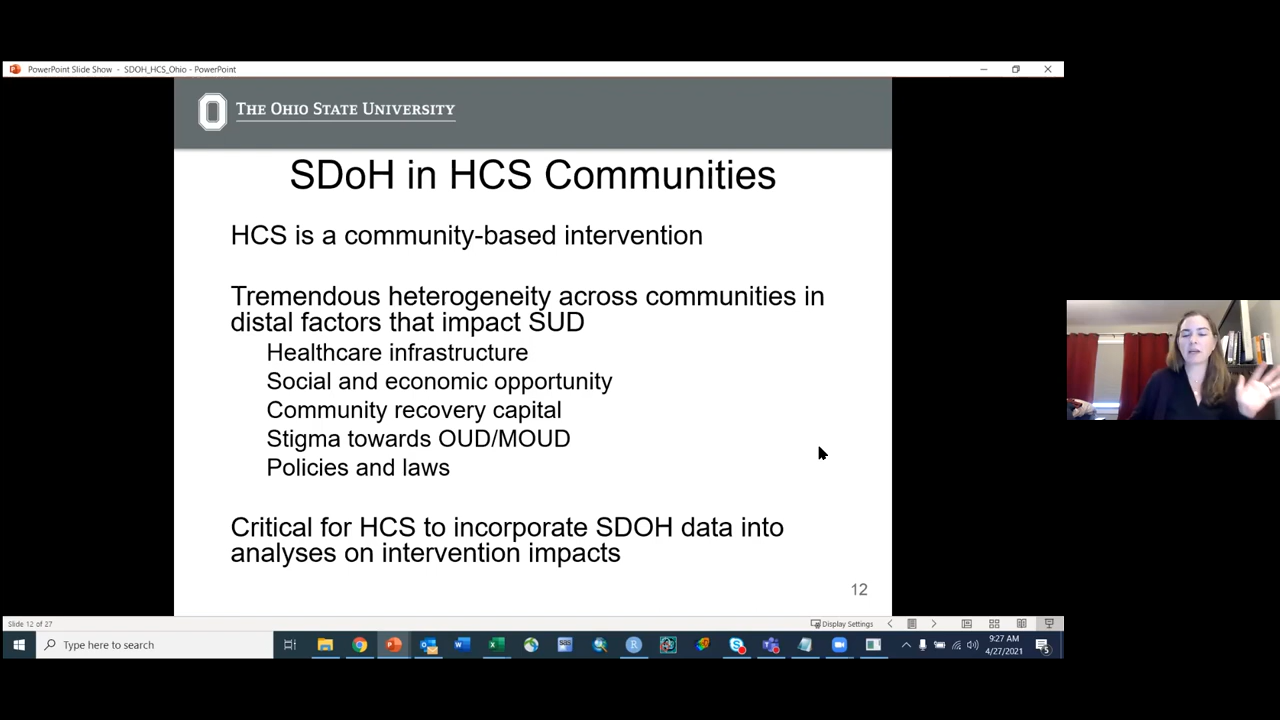 PowerPoint Slide Show - SDOH_HCS_Ohio - PowerPoint
THE OHIO STATE UNIVERSITY
SDoH in HCS Communities
HCS is a community-based intervention
Tremendous heterogeneity across communities in
distal factors that impact SUD
Healthcare infrastructure
Social and economic opportunity
Community recovery capital
Stigma towards OUD/MOUD
Policies and laws
Critical for HCS to incorporate SDOH data into
analyses on intervention impacts
12
Slide 12 of 27
Display Settings
Type here to search
9:27 AM
4/27/2021